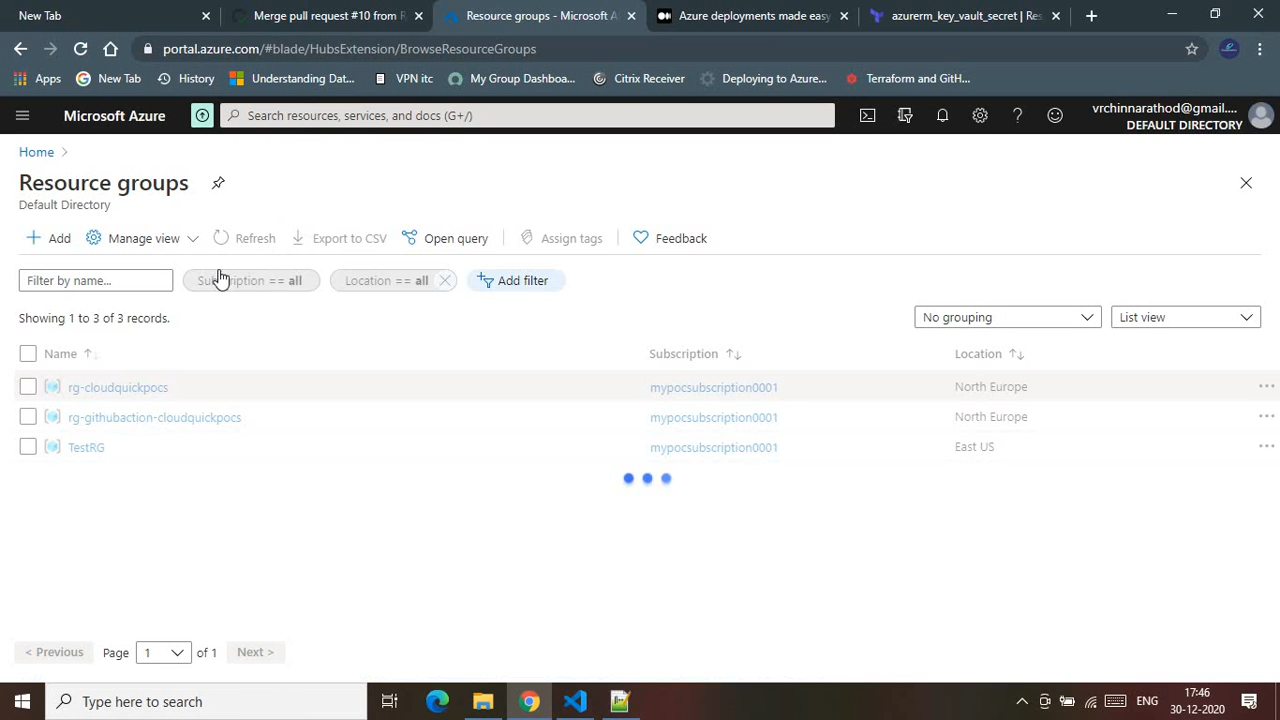 New Tab
Merge pull request #10 from R
Resource groups - Microsoft A
Azure deployments made easy
azurerm_key_vault_secret | Res
portal.azure.com/#blade/HubsExtension/BrowseResourceGroups
Apps
New Tab
History
Understanding Dat...
VPN itc
My Group Dashboa...
Citrix Receiver
Deploying to Azure...
Terraform and GitH...
Microsoft Azure
Search resources, services, and docs (G+/)
vrchinnarathod@gmail....
DEFAULT DIRECTORY
Home
Resource groups
Default Directory
Add
Manage view
Refresh
Export to CSV
Open query
Assign tags
Feedback
Filter by name...
Subscription == all
Location == all
Add filter
Showing 1 to 3 of 3 records.
No grouping
List view
Name
Subscription
Location
rg-cloudquickpocs
mypocsubscription0001
North Europe
rg-githubaction-cloudquickpocs
mypocsubscription0001
North Europe
TestRG
mypocsubscription0001
East US
< Previous
Page
1
of 1
Next >
Type here to search
ENG
17:46
30-12-2020